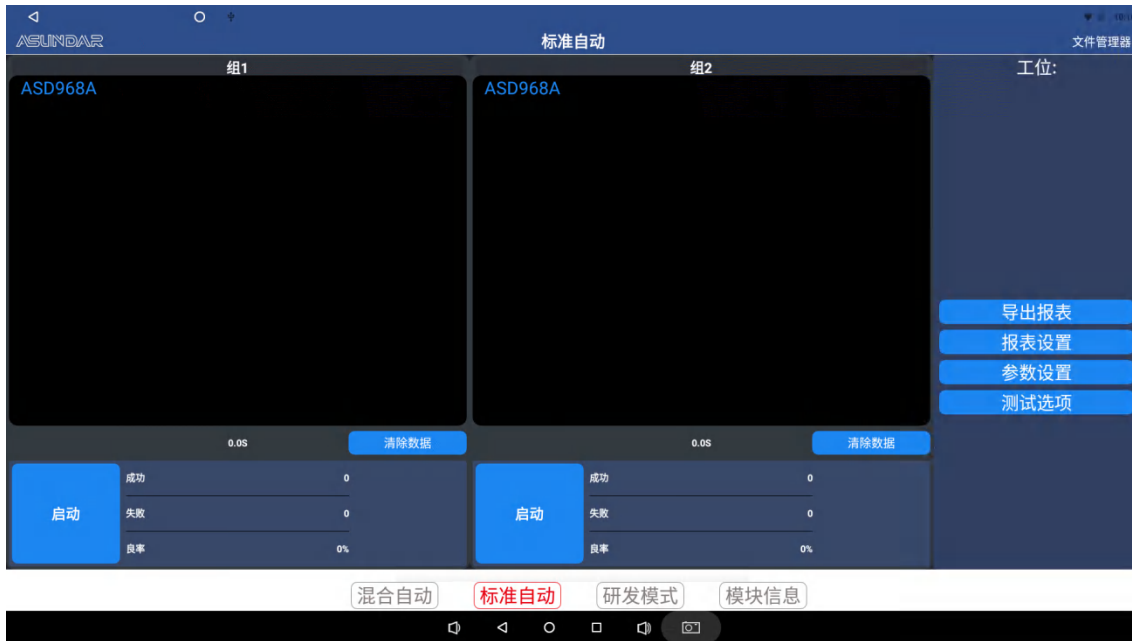 ASUNDAR
标准自动
文件管理器
组1
组2
工位:
ASD968A
ASD968A
导出报表
报表设置
参数设置
测试选项
0.0S
清除数据
0.0S
清除数据
启动
成功 0
失败 0
良率 0%
启动
成功 0
失败 0
良率 0%
混合自动
标准自动
研发模式
模块信息